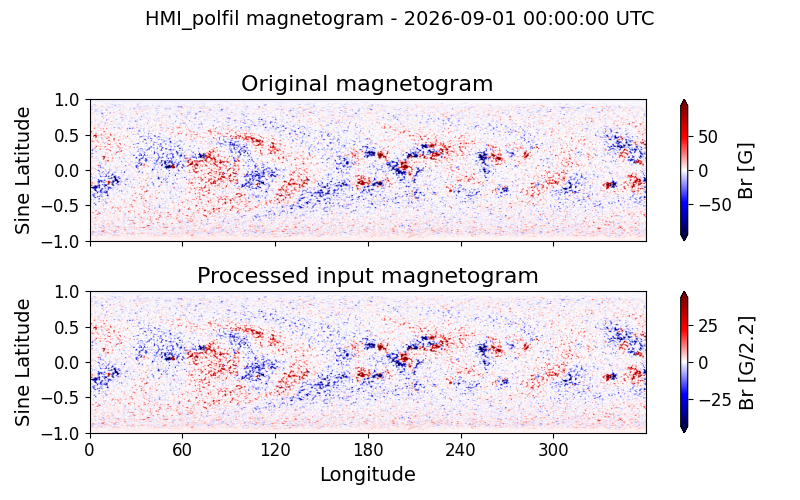 HMI_polfil magnetogram - 2026-09-01 00:00:00 UTC
Original magnetogram
1.0
0.5
0.0
−0.5
−1.0
Sine Latitude
50
0
−50
Br [G]
Processed input magnetogram
1.0
0.5
0.0
−0.5
−1.0
Sine Latitude
25
0
−25
Br [G/2.2]
0 60 120 180 240 300
Longitude